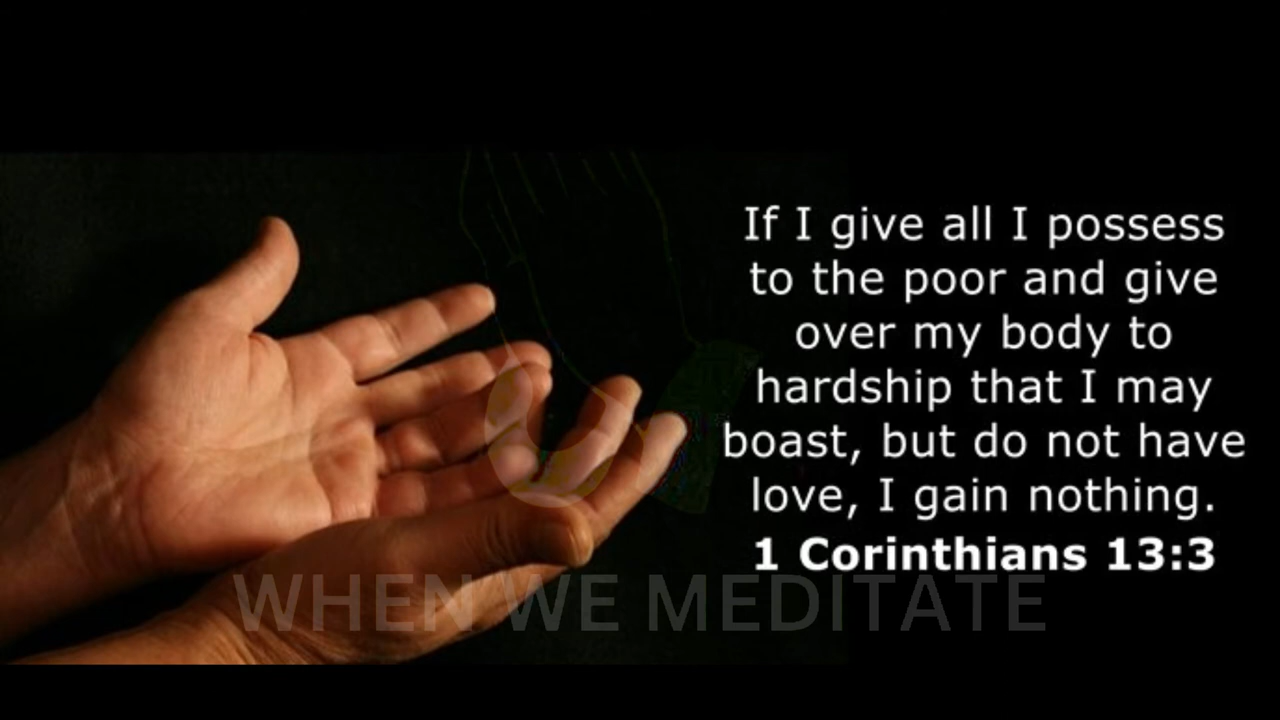 If I give all I possess
to the poor and give
over my body to
hardship that I may
boast, but do not have
love, I gain nothing.
1 Corinthians 13:3
WHEN WE MEDITATE